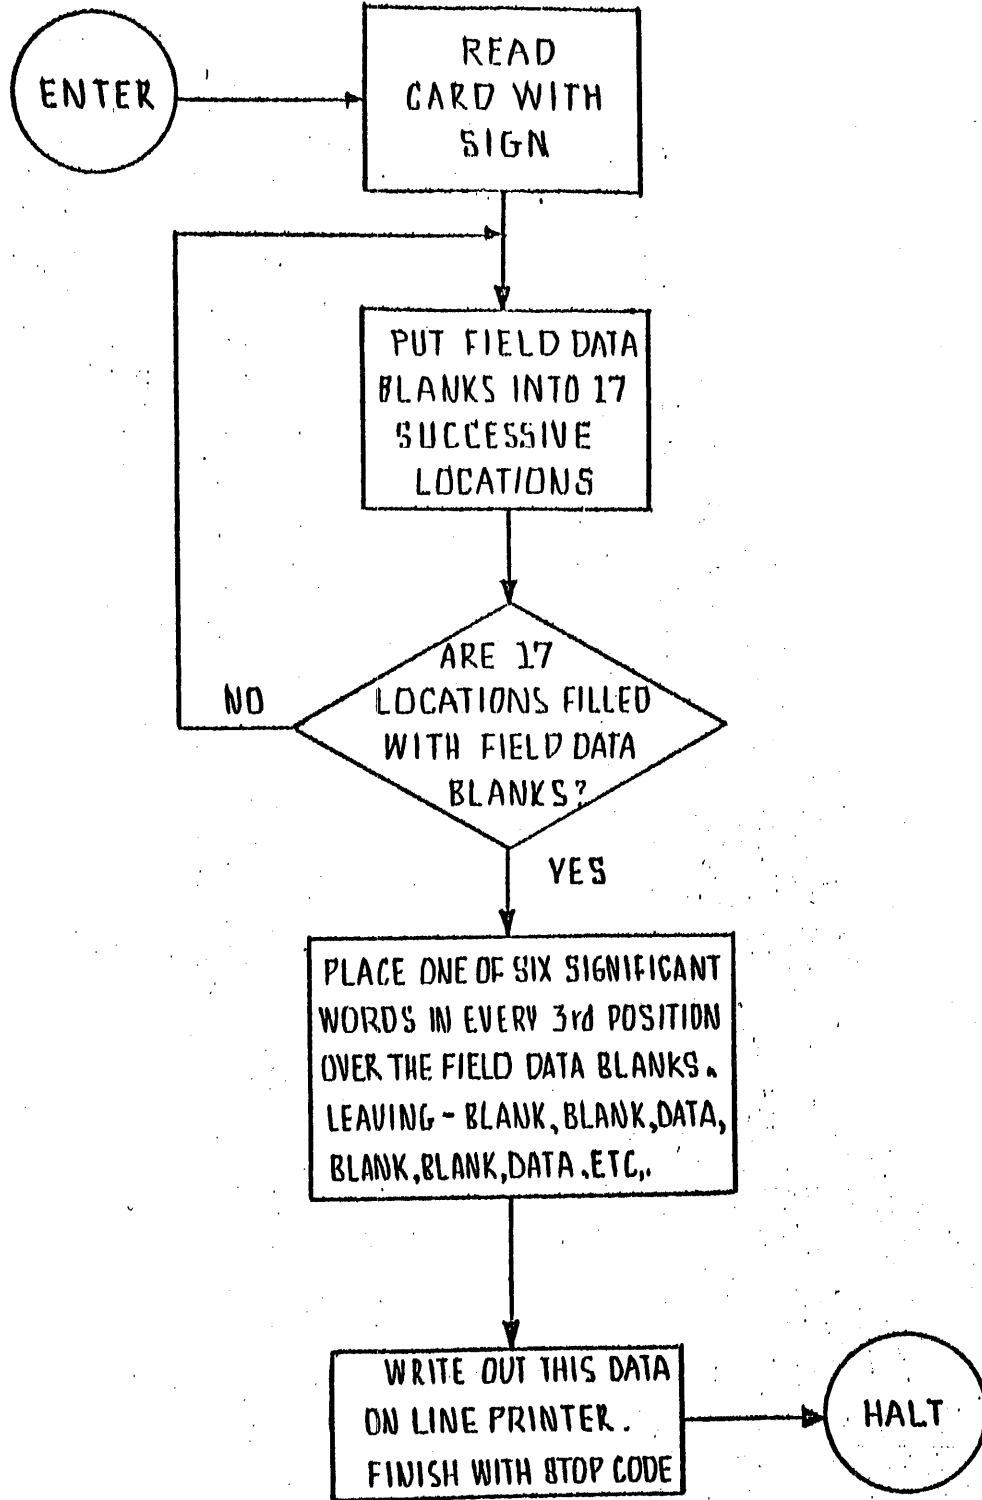 ENTER
READ
CARD WITH
SIGN
PUT FIELD DATA
BLANKS INTO 17
SUCCESSIVE
LOCATIONS
ARE 17
LOCATIONS FILLED
WITH FIELD DATA
BLANKS?
NO
YES
PLACE ONE OF SIX SIGNIFICANT
WORDS IN EVERY 3rd POSITION
OVER THE FIELD DATA BLANKS.
LEAVING - BLANK, BLANK, DATA,
BLANK, BLANK, DATA. ETC,.
WRITE OUT THIS DATA
ON LINE PRINTER.
FINISH WITH STOP CODE
HALT